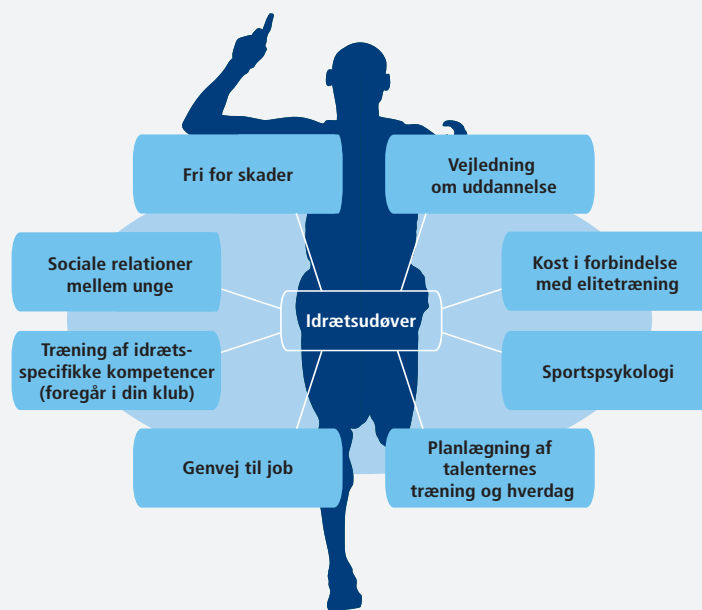 Fri for skader
Vejledning
om uddannelse
Sociale relationer
mellem unge
Kost i forbindelse
med elitetræning
Idrætsudøver
Træning af idræts-
specifikke kompetencer
(foregår i din klub)
Sportspsykologi
Genvej til job
Planlægning af
talenternes
træning og hverdag